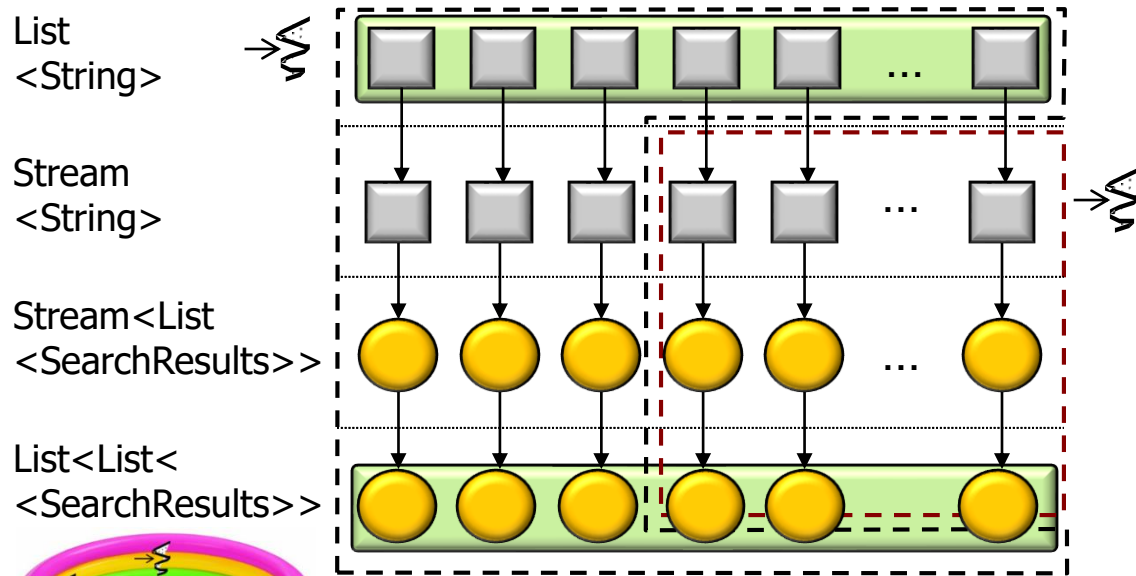 List
<String>
...
Stream
<String>
...
Stream<List
<SearchResults>>
...
List<List<
<SearchResults>>
...